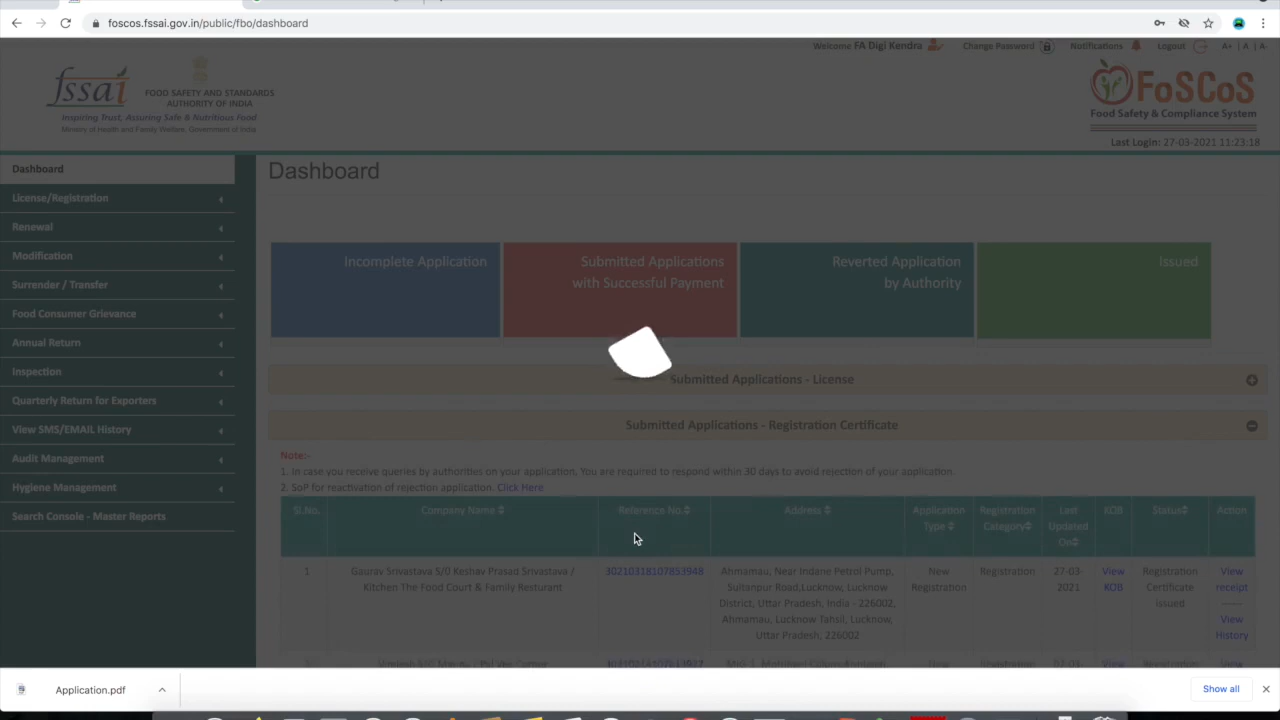 foscos.fssai.gov.in/public/fbo/dashboard
Welcome FA Digi Kendra Change Password Notifications Logout A+ | A | A-
fssai
FOOD SAFETY AND STANDARDS
AUTHORITY OF INDIA
Inspiring Trust, Assuring Safe & Nutritious Food
Ministry of Health and Family Welfare, Government of India
FoSCoS
Food Safety & Compliance System
Last Login: 27-03-2021 11:23:18
Dashboard
License/Registration
Renewal
Modification
Surrender / Transfer
Food Consumer Grievance
Annual Return
Inspection
Quarterly Return for Exporters
View SMS/EMAIL History
Audit Management
Hygiene Management
Search Console - Master Reports
Dashboard
Incomplete Application
Submitted Applications
with Successful Payment
Reverted Application
by Authority
Issued
Submitted Applications - License
Submitted Applications - Registration Certificate
Note:-
1. In case you receive queries by authorities on your application, You are required to respond within 30 days to avoid rejection of your application.
2. SoP for reactivation of rejection application. Click Here
Sl.No. Company Name Reference No. Address Application Type Registration Category Last Updated On KOB Status Action
1 Gaurav Srivastava S/0 Keshav Prasad Srivastava / 30210318107853948 Ahmamau, Near Indane Petrol Pump, New Registration 27-03- View Registration View
Kitchen The Food Court & Family Resturant Sultanpur Road,Lucknow, Lucknow Registration 2021 KOB Certificate receipt
District, Uttar Pradesh, India - 226002, Issued ------
Ahmamau, Lucknow Tahsil, Lucknow, View
Uttar Pradesh, 226002 History
Application.pdf
Show all